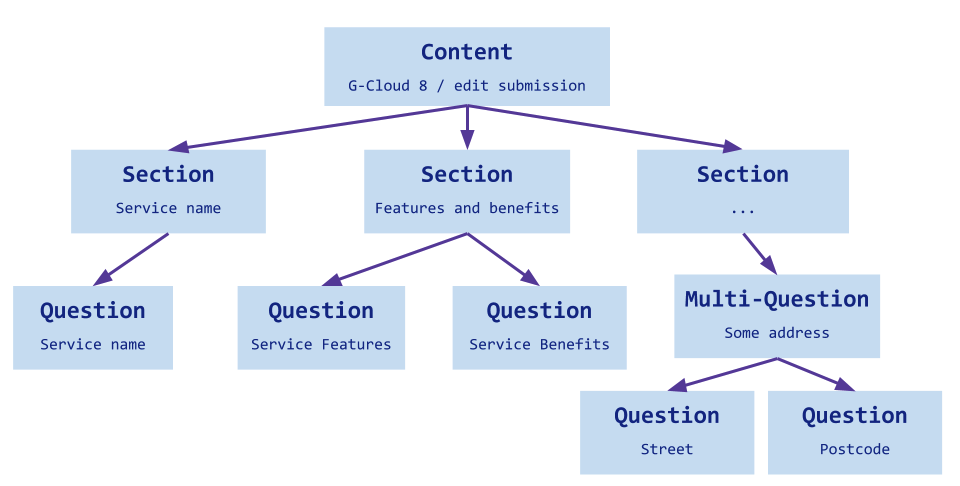 Content
G-Cloud 8 / edit submission
Section
Service name
Section
Features and benefits
Section
...
Question
Service name
Question
Service Features
Question
Service Benefits
Multi-Question
Some address
Question
Street
Question
Postcode